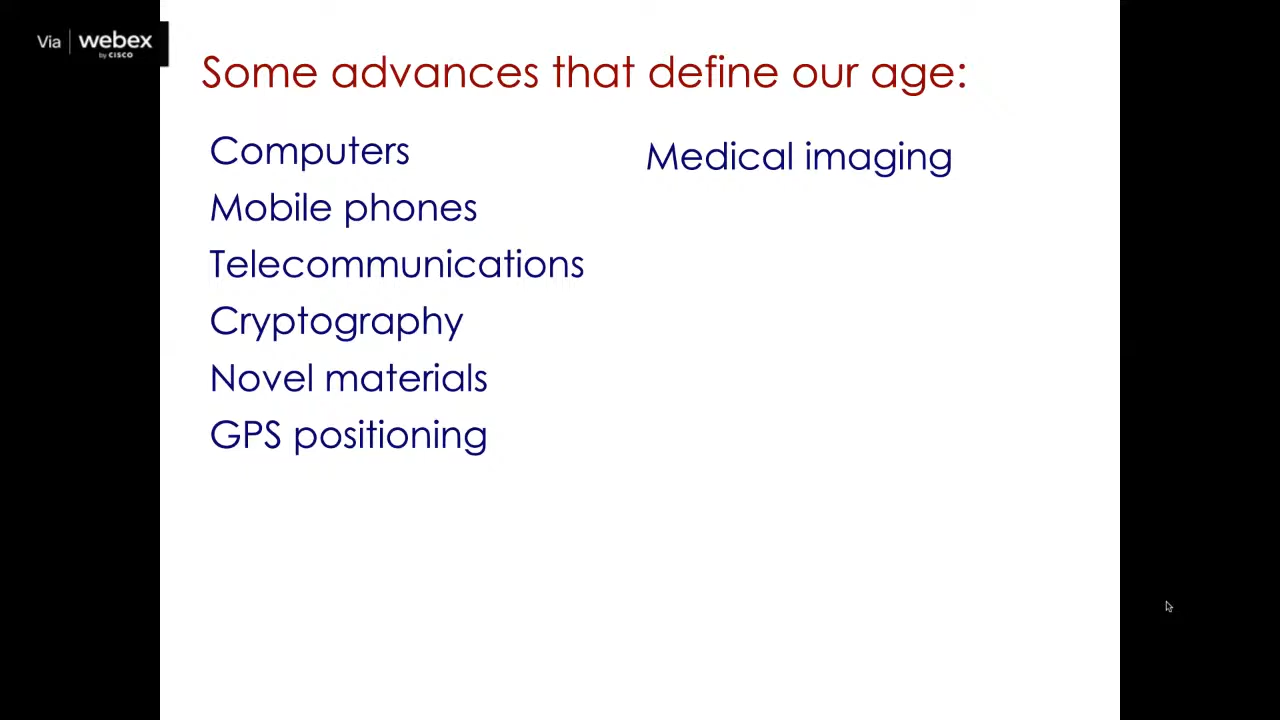 Via webex
by CISCO
Some advances that define our age:
Computers
Mobile phones
Telecommunications
Cryptography
Novel materials
GPS positioning
Medical imaging